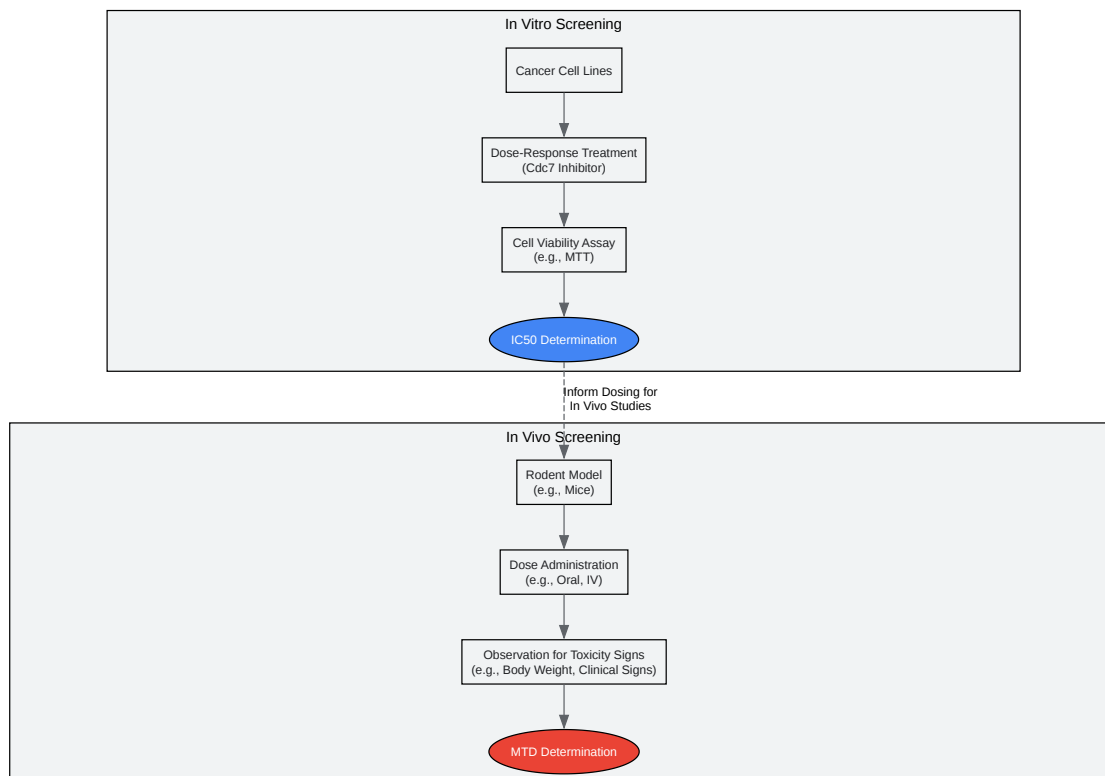 In Vitro Screening
Cancer Cell Lines
Dose-Response Treatment
(Cdc7 Inhibitor)
Cell Viability Assay
(e.g., MTT)
IC50 Determination
Inform Dosing for
In Vivo Studies
In Vivo Screening
Rodent Model
(e.g., Mice)
Dose Administration
(e.g., Oral, IV)
Observation for Toxicity Signs
(e.g., Body Weight, Clinical Signs)
MTD Determination